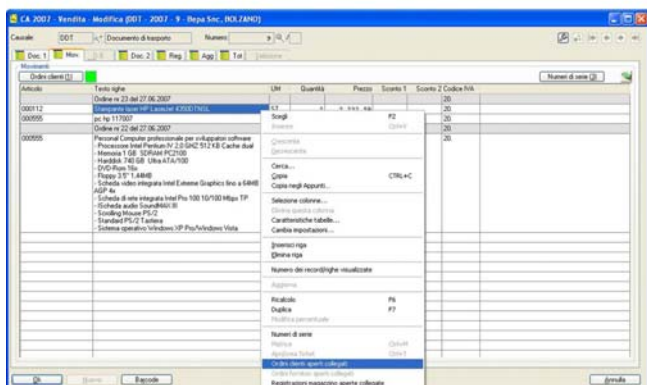 CA 2007 - Vendita - Modifica (DDT - 2007 - 9 - Bepa Snc, BOLZANO)
Causale: DDT Documento di trasporto Numero: 9
Doc. 1 Mov. Doc. 2 Reg. Agg Tot
Movimenti
Ordini clienti (1) Numeri di serie (3)
Articolo Testo righe UM Quantità Prezzo Sconto 1 Sconto 2 Codice IVA
Ordine nr 23 del 27.06.2007 20.
000112 Stampante laser HP LaserJet 4350DTNSL 20.
000555 pc hp 117007 20.
Ordine nr 22 del 27.06.2007 20.
000555 Personal Computer professionale per sviluppatori software 20.
- Processore Intel Pentium IV 2,0 GHZ 512 KB Cache dual
- Memoria 1 GB SDRAM PC2100
- Harddisk 740 GB Ultra ATA/100
- DVD-Rom 16x
- Floppy 3.5" 1,44MB
- Scheda video integrata Intel Extreme Graphics fino a 64MB
AGP 4x
- Scheda di rete integrata Intel Pro 100 10/100 Mbps TP
- lScheda audio SoundMAX III
- Scrolling Mouse PS/2
- Standard PS/2 Tastiera
- Sistema operativo Windows XP Pro/Windows Vista
Scegli F2
Crescente
Decrescente
Cerca...
Copia CTRL+C
Copia negli Appunti...
Selezione colonne...
Elimina questa colonna
Caratteristiche tabelle...
Cambia impostazioni...
Inserisci riga
Elimina riga
Numero dei record/righe visualizzate
Aggiorna
Ricalcolo F6
Duplica F7
Modifica percentuale
Numeri di serie
Ordini clienti aperti collegati
Ordini fornitori aperti collegati
Registrazioni magazzino aperte collegate
Ok Nuovo Barcode Annulla